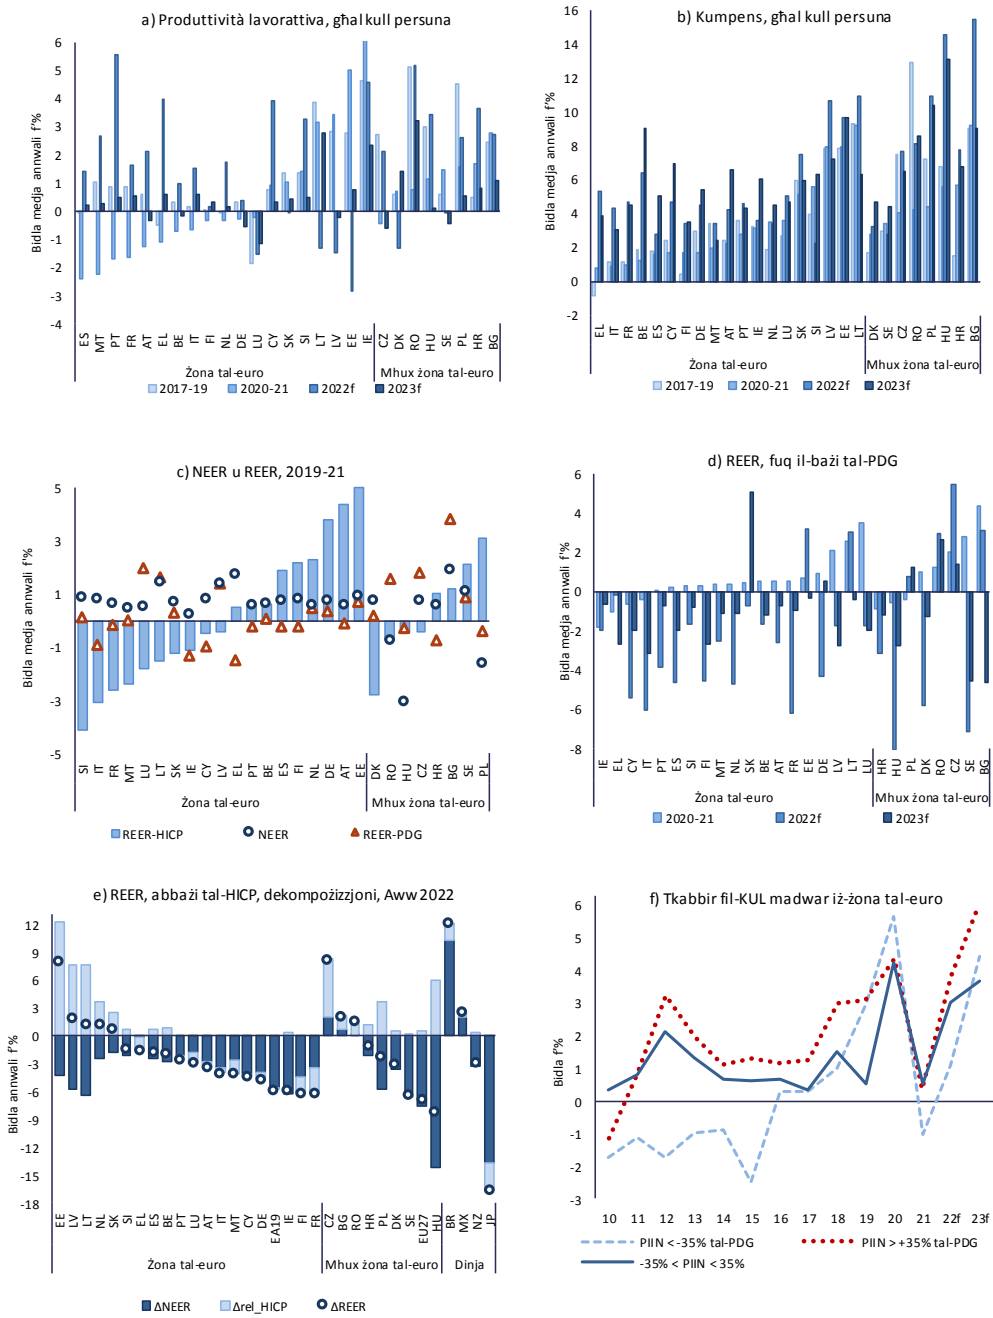 a) Produttività lavorattiva, għal kull persuna
Bidla medja annwali f'%
6
5
4
3
2
1
0
-1
-2
-3
-4
ES MT PT FR AT EL BE IT FI NL DE LU CY SK SI LT LV EE IE CZ DK RO HU SE PL HR BG
Żona tal-euro Mhux żona tal-euro
2017-19 2020-21 2022f 2023f
b) Kumpens, għal kull persuna
Bidla medja annwali f'%
16
14
12
10
8
6
4
2
0
-2
EL IT FR BE ES CY FI DE MT AT PT IE NL LU SK SI LV EE LT DK SE CZ RO PL HU HR BG
Żona tal-euro Mhux żona tal-euro
2017-19 2020-21 2022f 2023f
c) NEER u REER, 2019-21
Bidla medja annwali f'%
5
3
1
-1
-3
-5
SI IT FR MT LU LT SK IE CY LV EL PT BE ES FI NL DE AT EE DK RO HU CZ HR BG SE PL
Żona tal-euro Mhux żona tal-euro
REER-HICP NEER REER-PDG
d) REER, fuq il-bażi tal-PDG
Bidla medja annwali f'%
6
4
2
0
-2
-4
-6
-8
IE EL CY IT PT ES SI FI MT NL SK BE AT FR EE DE LV LT LU HR HU PL DK RO CZ SE BG
Żona tal-euro Mhux żona tal-euro
2020-21 2022f 2023f
e) REER, abbażi tal-HICP, dekompożizzjoni, Aww 2022
Bidla annwali f'%
12
9
6
3
0
-3
-6
-9
-12
-15
-18
EE LV LT NL SK SI EL ES BE PT LU AT IT MT CY DE EA19 IE FI FR CZ BG RO HR PL DK SE EU27 HU BR MX NZ JP
Żona tal-euro Mhux żona tal-euro Dinja
ΔNEER Δrel_HICP ΔREER
f) Tkabbir fil-KUL madwar iż-żona tal-euro
Bidla f'%
6
5
4
3
2
1
0
-1
-2
-3
10 11 12 13 14 15 16 17 18 19 20 21 22f 23f
PIIN <-35% tal-PDG PIIN >+35% tal-PDG
-35% < PIIN < 35%